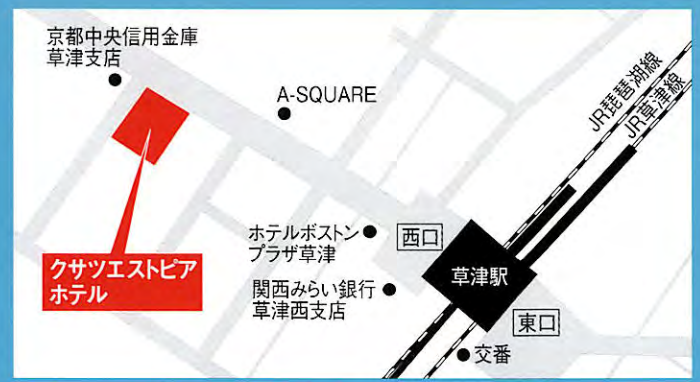 京都中央信用金庫
草津支店
A-SQUARE
JR琵琶湖線
JR草津線
ホテルボストン
プラザ草津
西口
クサツエストピア
ホテル
関西みらい銀行
草津西支店
草津駅
東口
交番